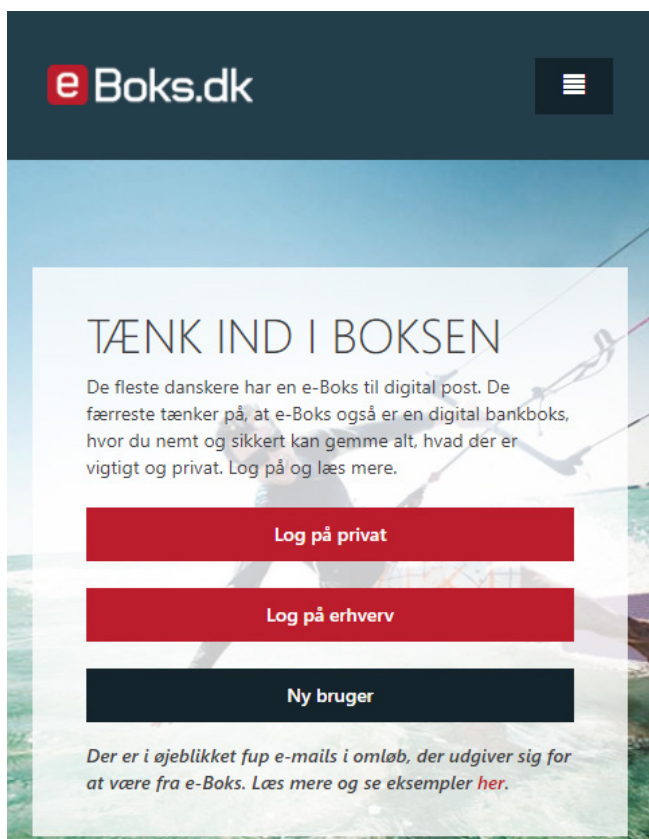 e Boks.dk
TÆNK IND I BOKSEN
De fleste danskere har en e-Boks til digital post. De
færreste tænker på, at e-Boks også er en digital bankboks,
hvor du nemt og sikkert kan gemme alt, hvad der er
vigtigt og privat. Log på og læs mere.
Log på privat
Log på erhverv
Ny bruger
Der er i øjeblikket fup e-mails i omløb, der udgiver sig for
at være fra e-Boks. Læs mere og se eksempler her.